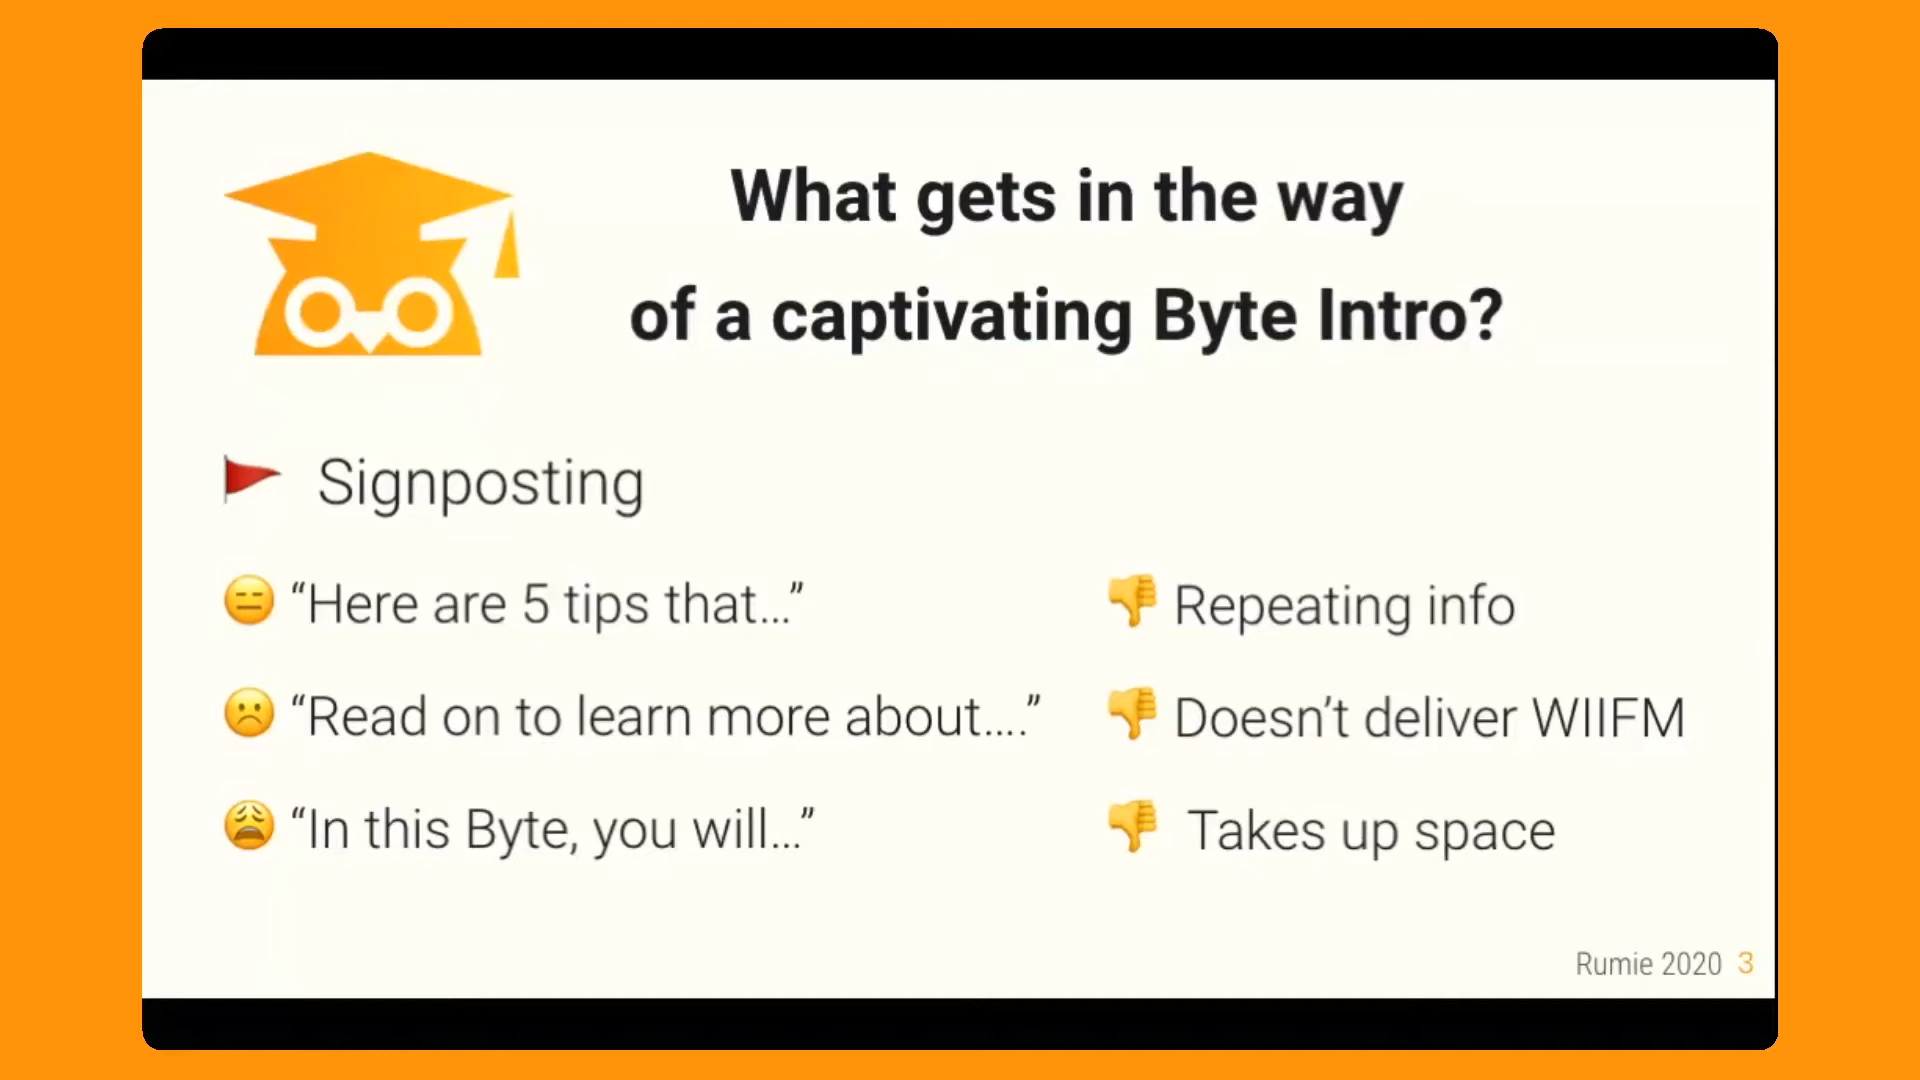 What gets in the way
of a captivating Byte Intro?
Signposting
“Here are 5 tips that...”
“Read on to learn more about....”
“In this Byte, you will...”
Repeating info
Doesn’t deliver WIIFM
Takes up space
Rumie 2020 3